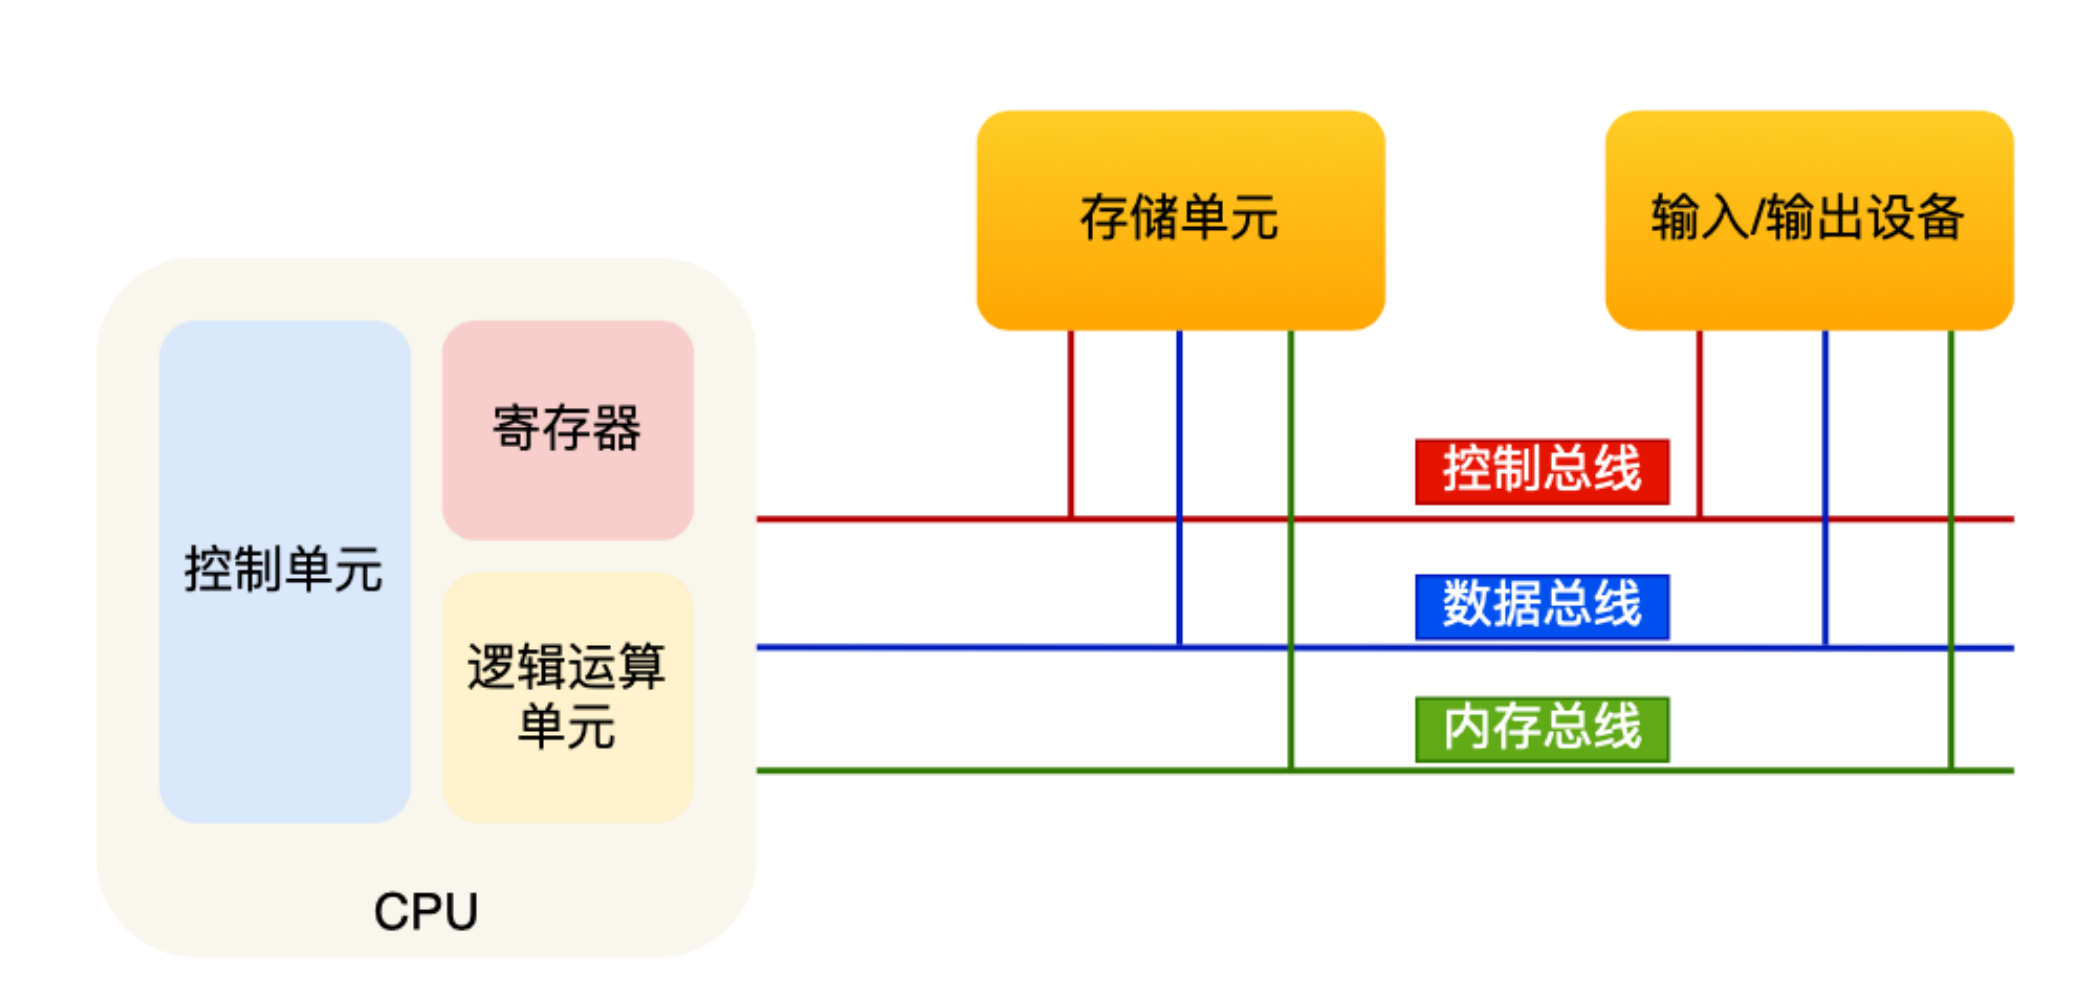 存储单元
输入/输出设备
控制单元
寄存器
逻辑运算
单元
CPU
控制总线
数据总线
内存总线